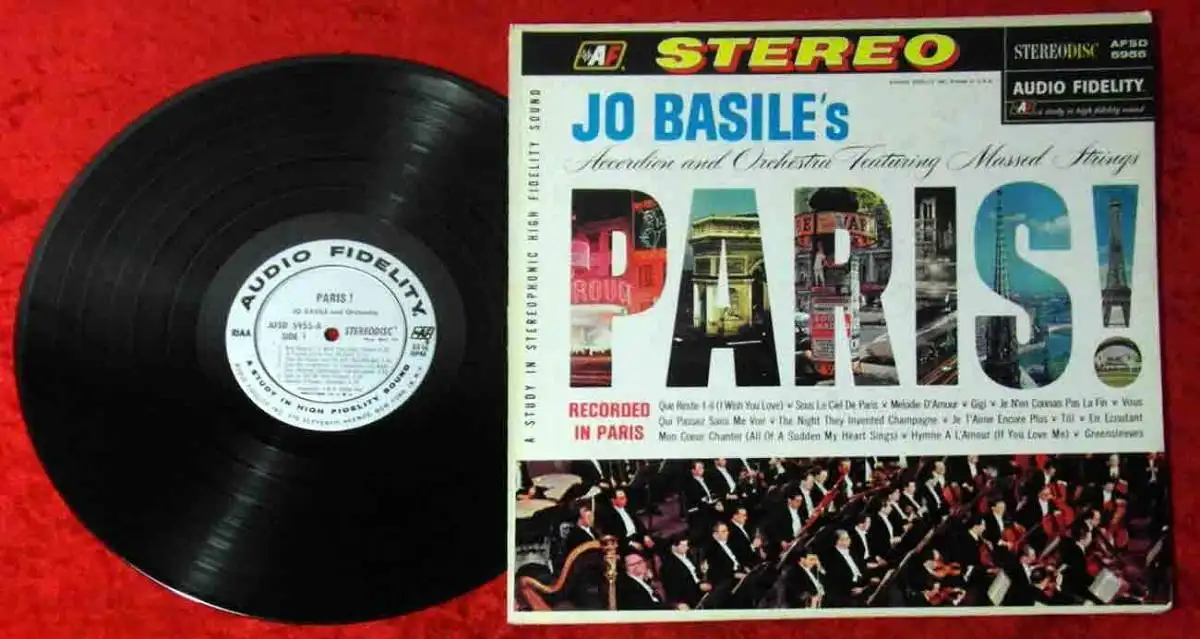 AUDIO FIDELITY
RIAA
PARIS !
JO BASILE and Orchestra
AFSD 5955-A
STEREODISC
SIDE 1
A STUDY IN HIGH FIDELITY SOUND
A STUDY IN STEREOPHONIC HIGH FIDELITY SOUND
AF
STEREO
STEREODISC
AFSD
5955
AUDIO FIDELITY
a study in high fidelity sound
JO BASILE's
Accordion and Orchestra Featuring Massed Strings
PARIS!
RECORDED
IN PARIS
Que Reste-t-il (I Wish You Love) • Sous Le Ciel De Paris • Melodie D'Amour • Gigi • Je N'en Connais Pas La Fin • Vous
Qui Passez Sans Me Voir • The Night They Invented Champagne • Je T'Aime Encore Plus • Till • En Ecoutant
Mon Coeur Chanter (All Of A Sudden My Heart Sings) • Hymne A L'Amour (If You Love Me) • Greensleeves